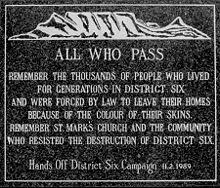 ALL WHO PASS
REMEMBER THE THOUSANDS OF PEOPLE WHO LIVED
FOR GENERATIONS IN DISTRICT SIX
AND WERE FORCED BY LAW TO LEAVE THEIR HOMES
BECAUSE OF THE COLOUR OF THEIR SKINS.
REMEMBER ST. MARKS CHURCH AND THE COMMUNITY
WHO RESISTED THE DESTRUCTION OF DISTRICT SIX
Hands Off District Six Campaign 11.2.1989